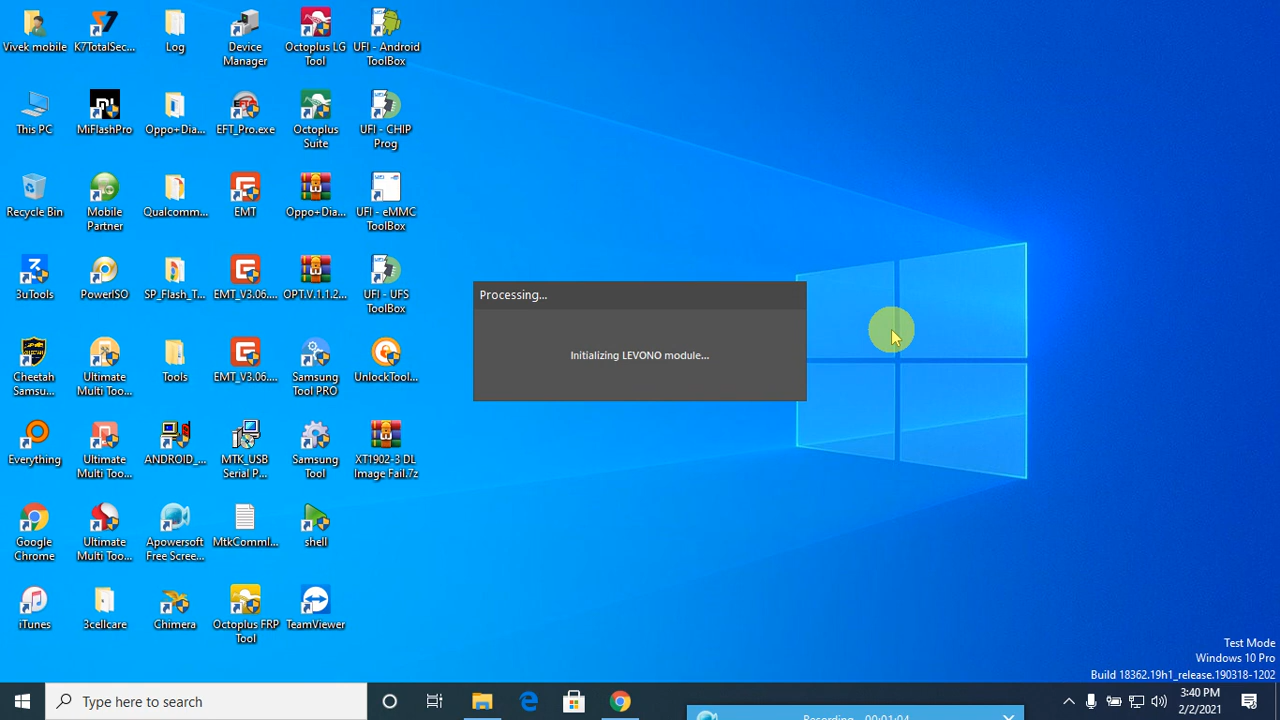 Vivek mobile
K7TotalSec...
Log
Device
Manager
Octoplus LG
Tool
UFI - Android
ToolBox
This PC
MiFlashPro
Oppo+Dia...
EFT_Pro.exe
Octoplus
Suite
UFI - CHIP
Prog
Recycle Bin
Mobile
Partner
Qualcomm...
EMT
Oppo+Dia...
UFI - eMMC
ToolBox
3uTools
PowerISO
SP_Flash_T...
EMT_V3.06....
OPT.V.1.1.2...
UFI - UFS
ToolBox
Cheetah
Samsu...
Ultimate
Multi Too...
Tools
EMT_V3.06....
Samsung
Tool PRO
UnlockTool...
Everything
Ultimate
Multi Too...
ANDROID_...
MTK_USB
Serial P...
Samsung
Tool
XT1902-3 DL
Image Fail.7z
Google
Chrome
Ultimate
Multi Too...
Apowersoft
Free Scree...
MtkComml...
shell
iTunes
3cellcare
Chimera
Octoplus FRP
Tool
TeamViewer
Processing...
Initializing LEVONO module...
Test Mode
Windows 10 Pro
Build 18362.19h1_release.190318-1202
Type here to search
Recording - 00:01:04
3:40 PM
2/2/2021